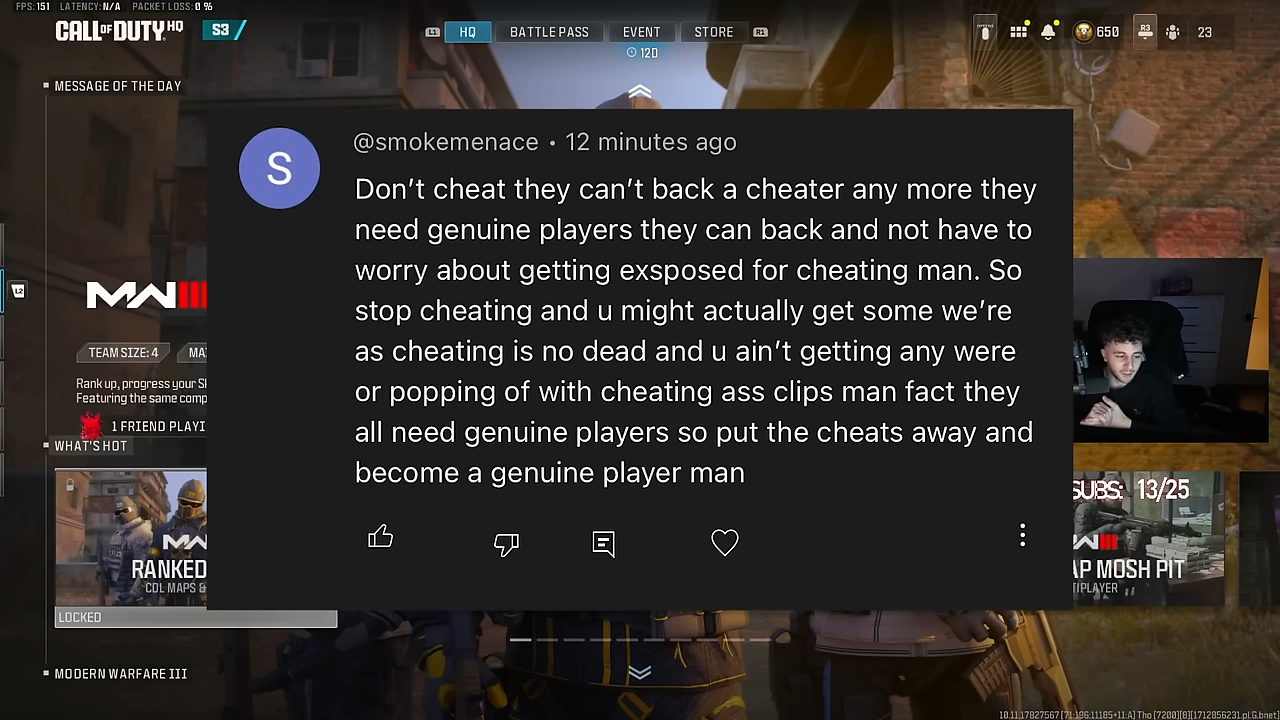 FPS: 151 LATENCY: N/A PACKET LOSS: 0 %
CALL OF DUTY HQ S3
L1 HQ BATTLE PASS EVENT STORE R1
12D
650 R3 23
MESSAGE OF THE DAY
@smokemenace • 12 minutes ago
S
Don’t cheat they can’t back a cheater any more they
need genuine players they can back and not have to
worry about getting exsposed for cheating man. So
stop cheating and u might actually get some we’re
as cheating is no dead and u ain’t getting any were
or popping of with cheating ass clips man fact they
all need genuine players so put the cheats away and
become a genuine player man
L2
MWIII
TEAM SIZE: 4
Rank up, progress your
Featuring the same comp
1 FRIEND PLAYI
WHAT'S HOT
RANKED
CDL MAPS &
LOCKED
SUBS: 13/25
AP MOSH PIT
TIPLAYER
MODERN WARFARE III